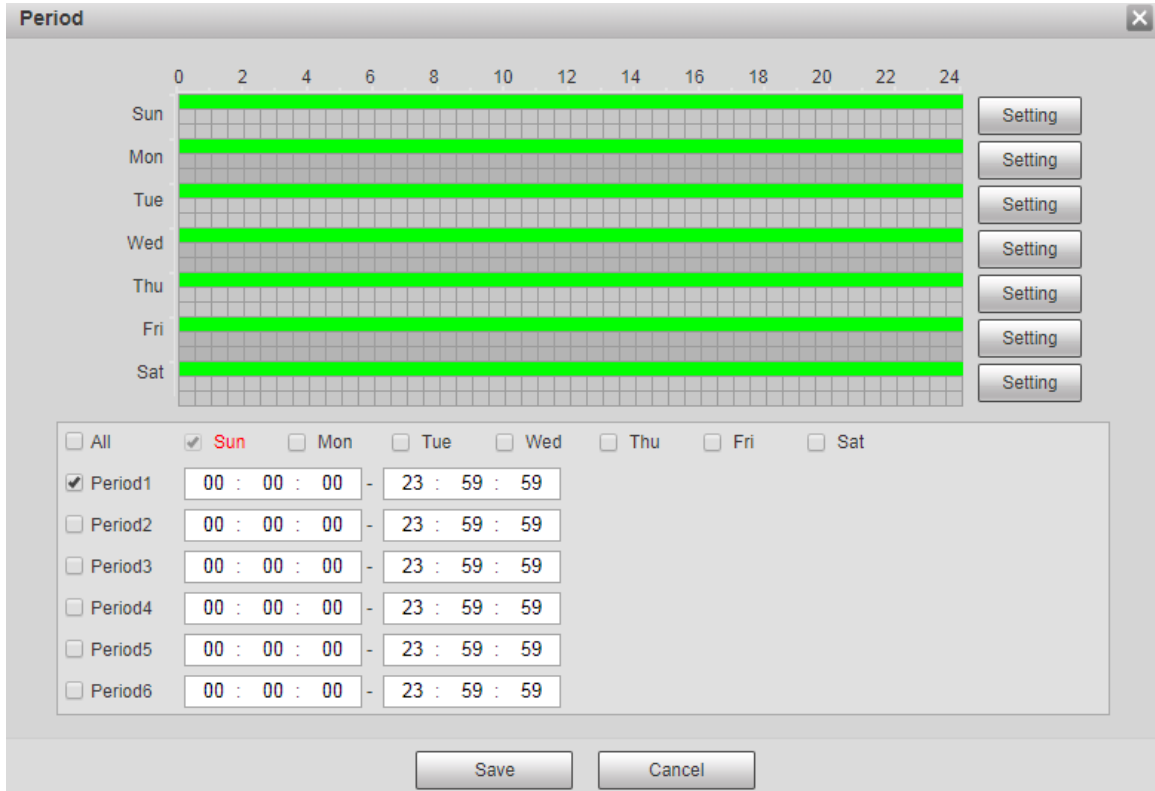 Period
0 2 4 6 8 10 12 14 16 18 20 22 24
Sun Setting
Mon Setting
Tue Setting
Wed Setting
Thu Setting
Fri Setting
Sat Setting
All Sun Mon Tue Wed Thu Fri Sat
Period1 00 : 00 : 00 - 23 : 59 : 59
Period2 00 : 00 : 00 - 23 : 59 : 59
Period3 00 : 00 : 00 - 23 : 59 : 59
Period4 00 : 00 : 00 - 23 : 59 : 59
Period5 00 : 00 : 00 - 23 : 59 : 59
Period6 00 : 00 : 00 - 23 : 59 : 59
Save Cancel